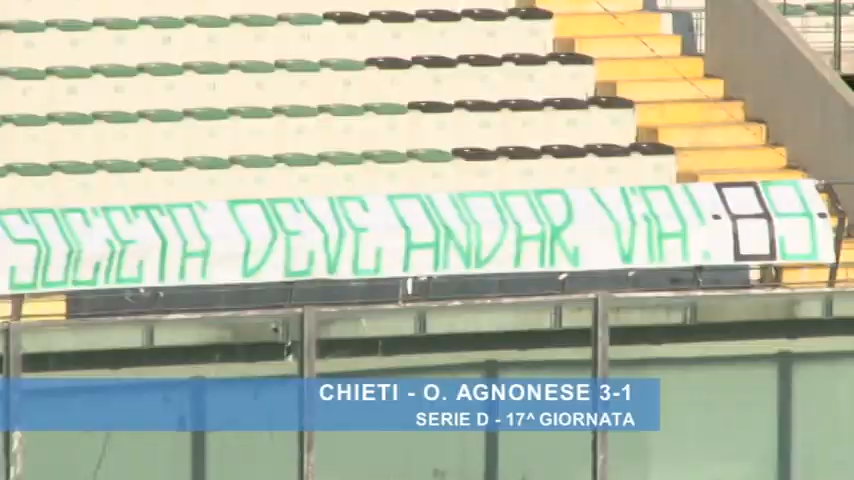 SOCIETA' DEVE ANDAR VIA! ·89·
CHIETI - O. AGNONESE 3-1
SERIE D - 17^ GIORNATA